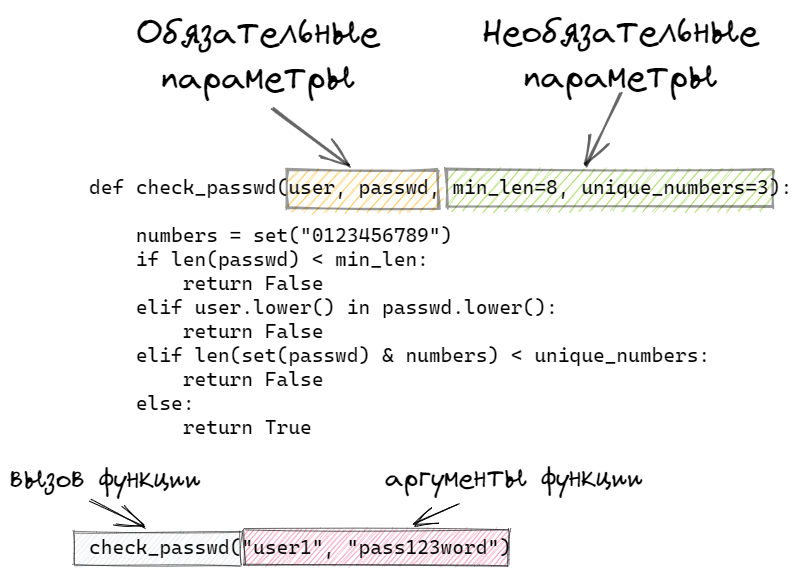 Обязательные
параметры
Необязательные
параметры
def check_passwd(user, passwd, min_len=8, unique_numbers=3):
numbers = set("0123456789")
if len(passwd) < min_len:
return False
elif user.lower() in passwd.lower():
return False
elif len(set(passwd) & numbers) < unique_numbers:
return False
else:
return True
вызов функции
аргументы функции
check_passwd("user1", "pass123word")